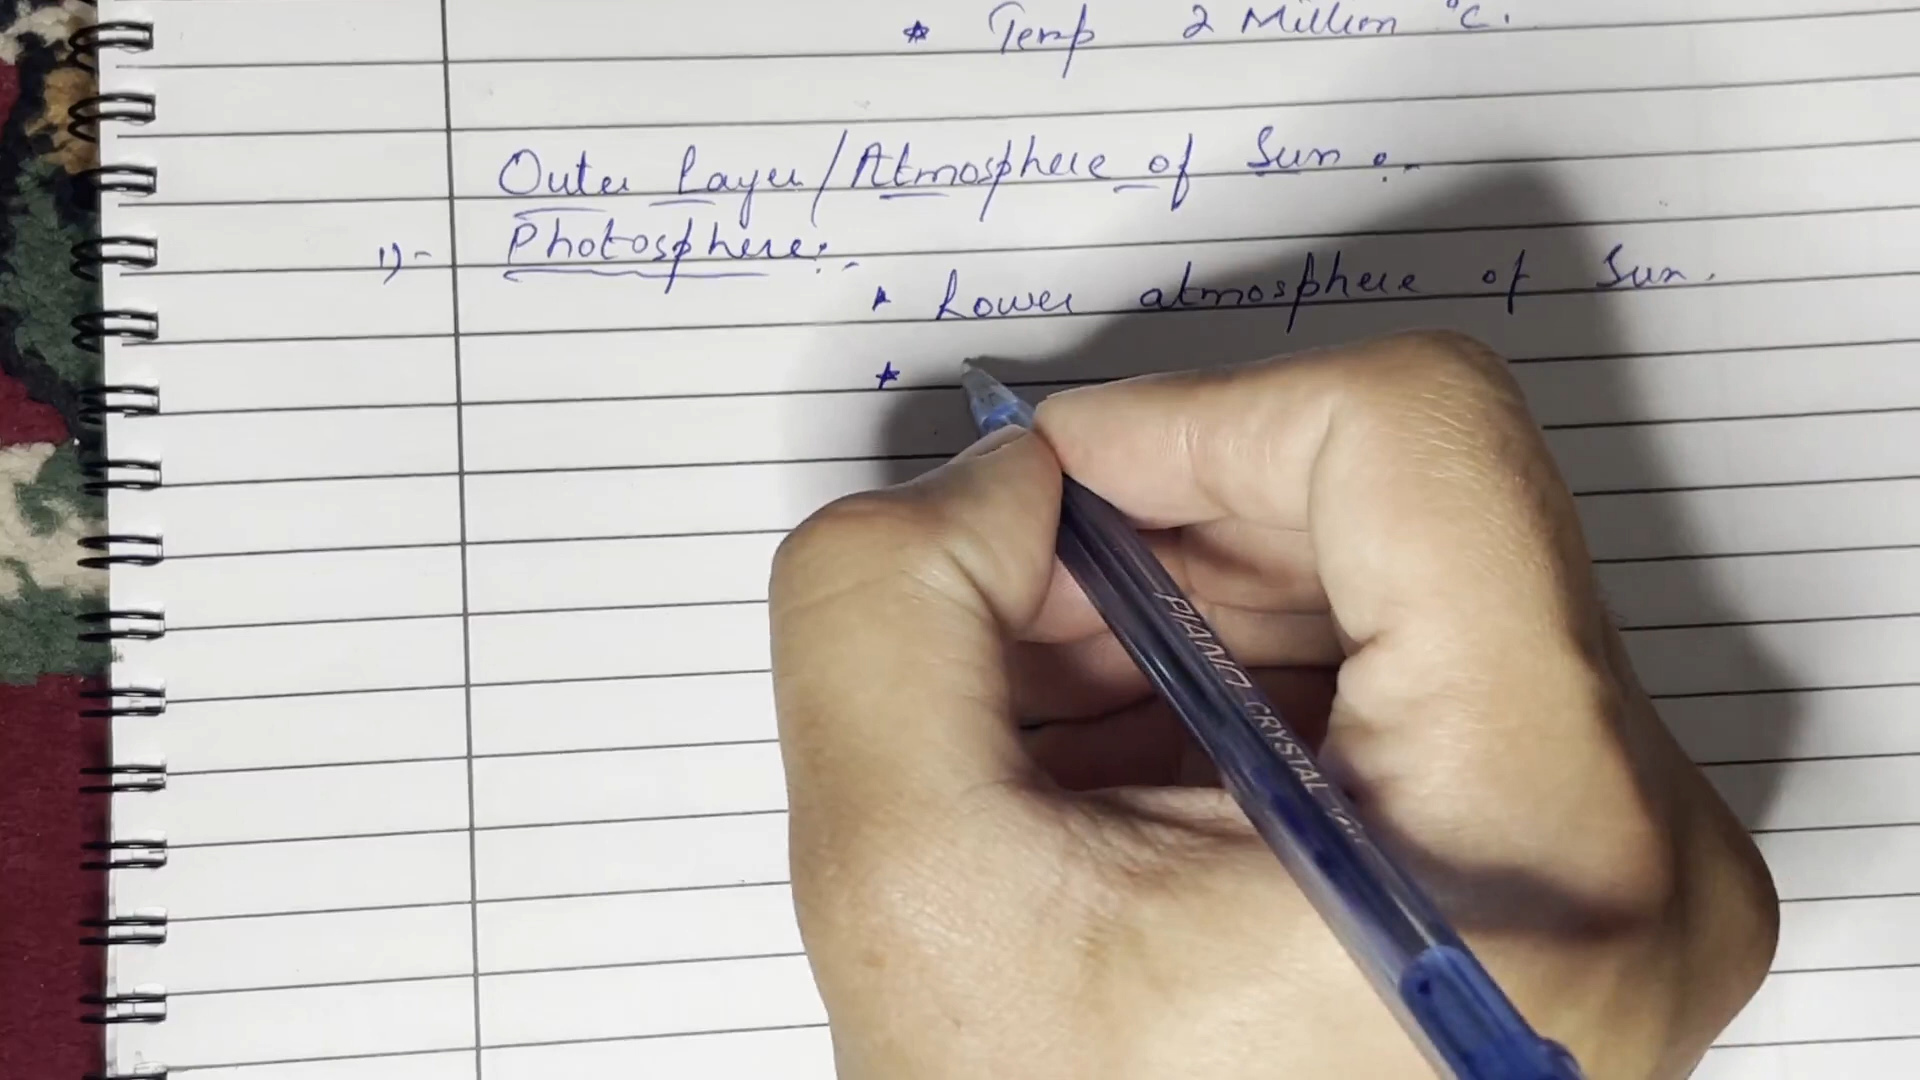 * Temp 2 Million °C.
Outer Layer/Atmosphere of Sun :-
1)- Photosphere:-
* Lower atmosphere of Sun.
*
PIANO CRYSTAL